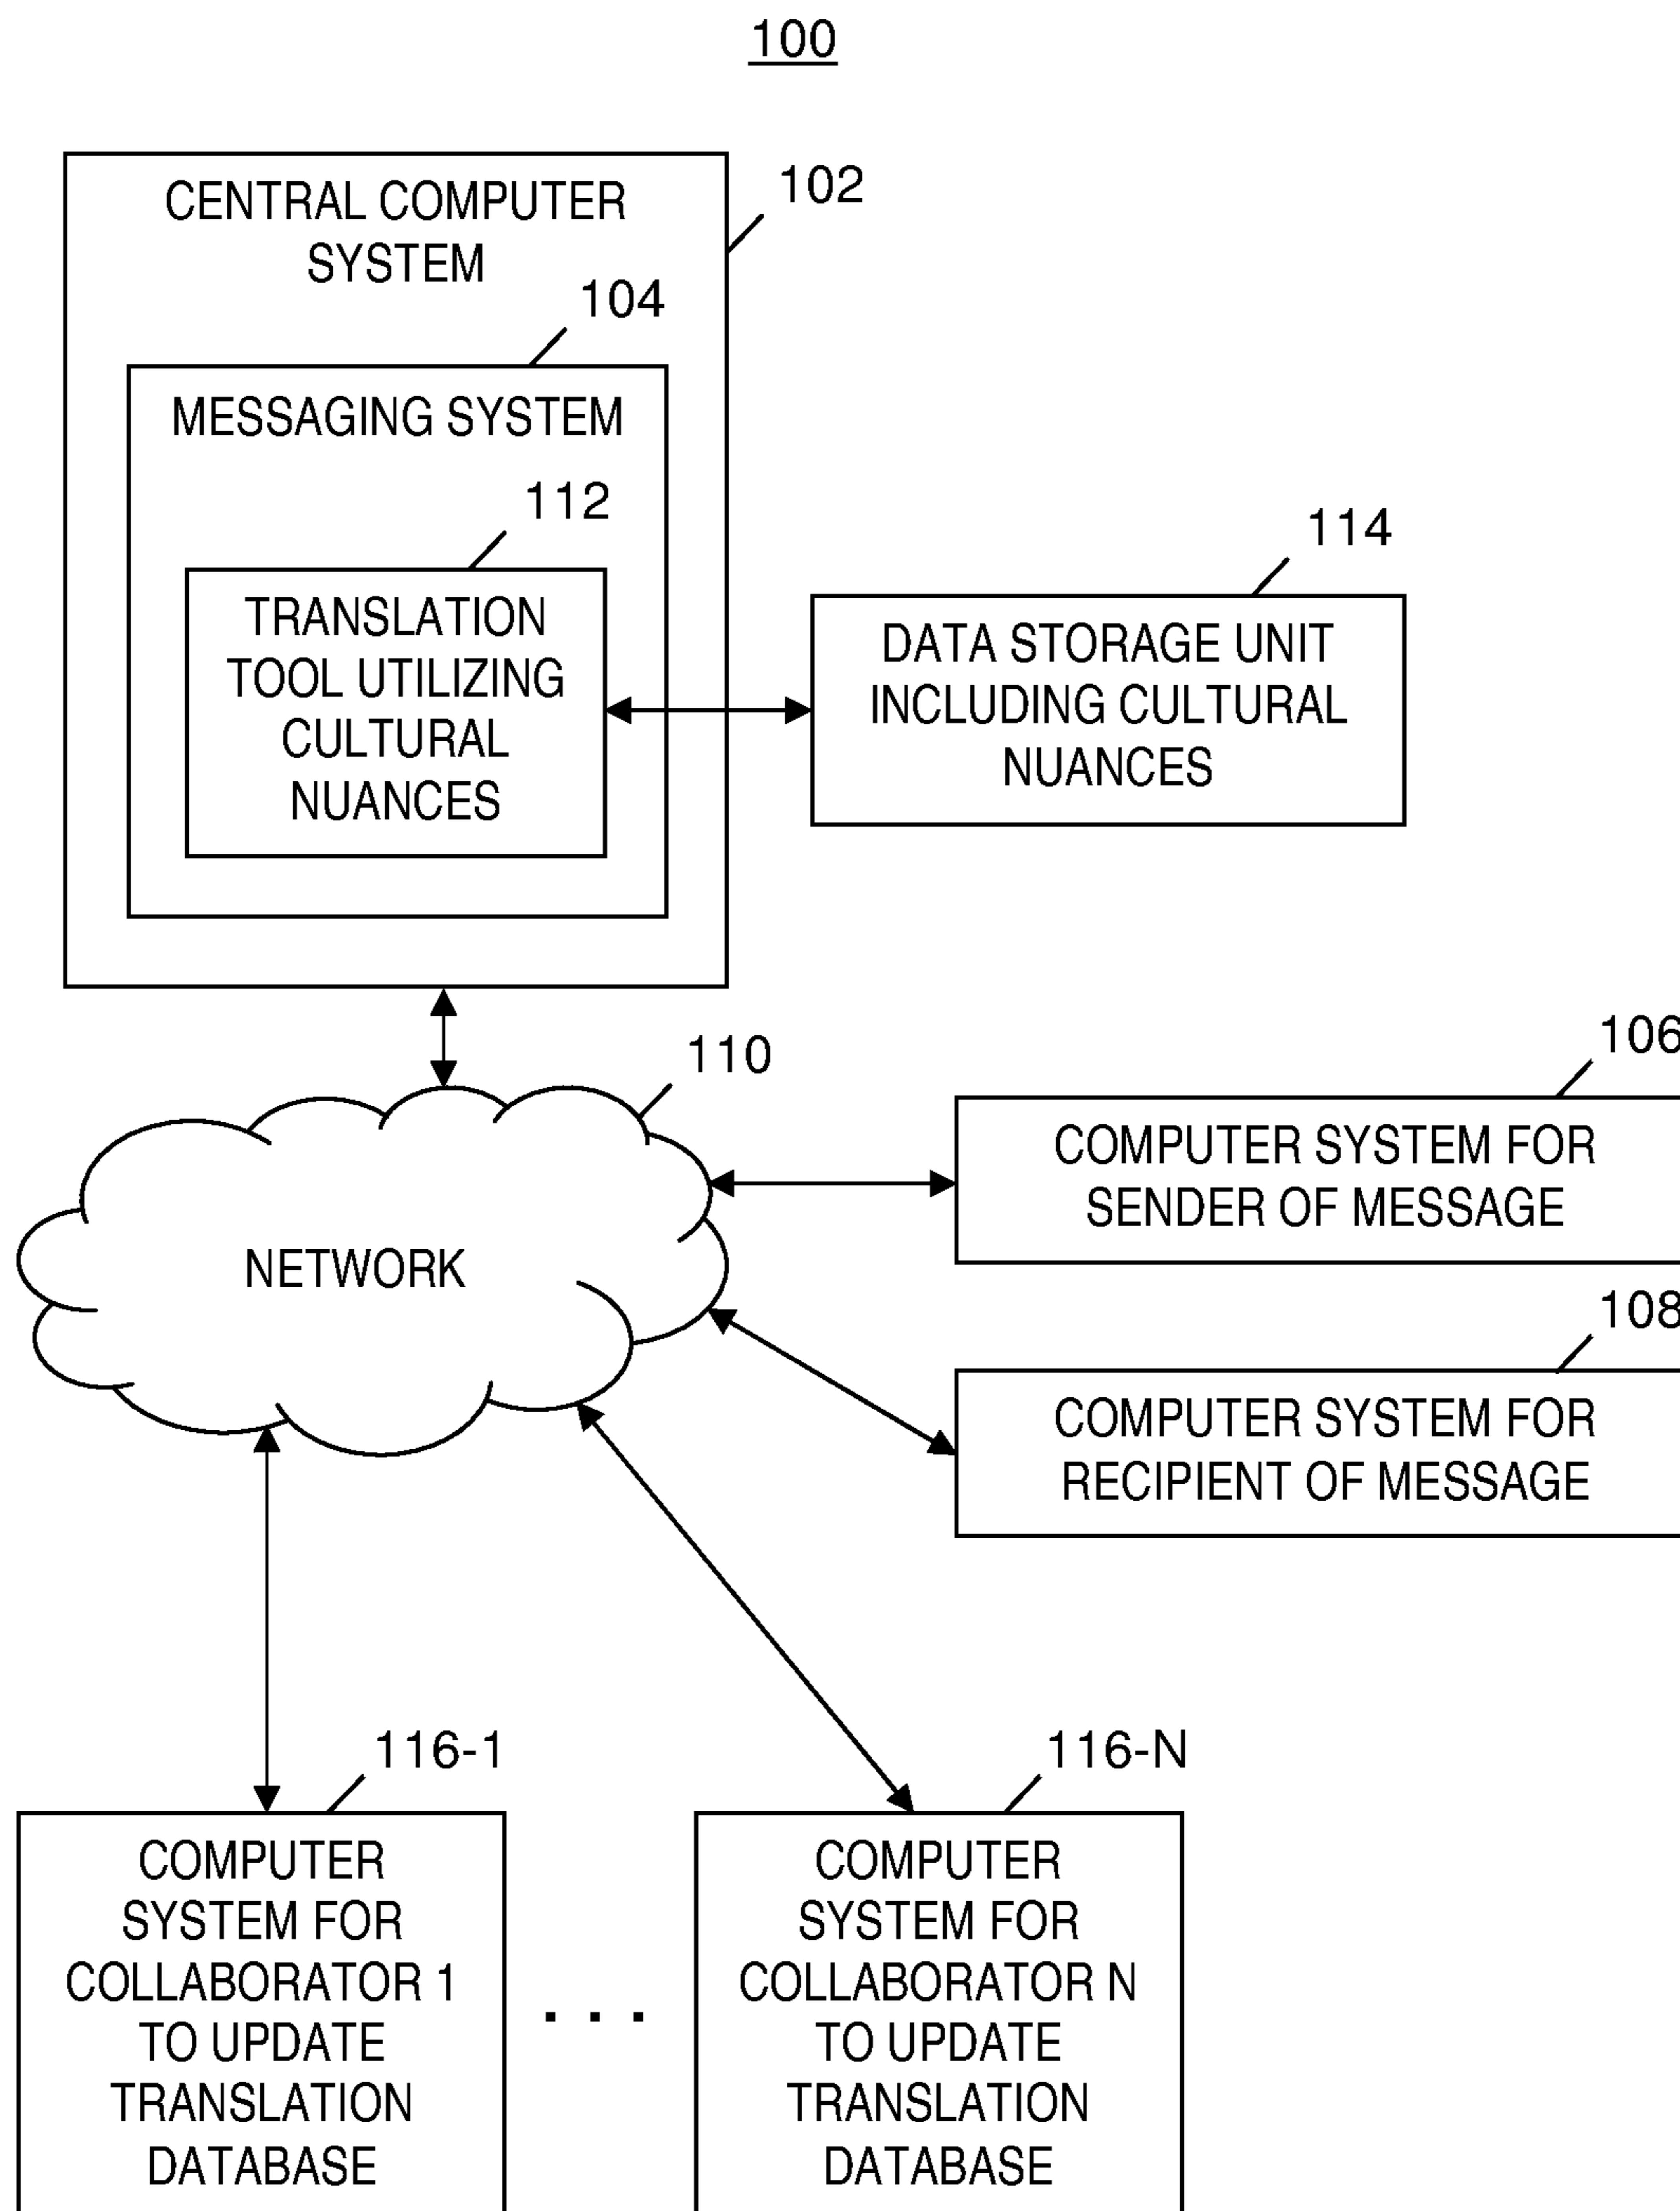 100
102
CENTRAL COMPUTER
SYSTEM
104
MESSAGING SYSTEM
112
TRANSLATION
TOOL UTILIZING
CULTURAL
NUANCES
114
DATA STORAGE UNIT
INCLUDING CULTURAL
NUANCES
110
NETWORK
106
COMPUTER SYSTEM FOR
SENDER OF MESSAGE
108
COMPUTER SYSTEM FOR
RECIPIENT OF MESSAGE
116-1
COMPUTER
SYSTEM FOR
COLLABORATOR 1
TO UPDATE
TRANSLATION
DATABASE
. . .
116-N
COMPUTER
SYSTEM FOR
COLLABORATOR N
TO UPDATE
TRANSLATION
DATABASE